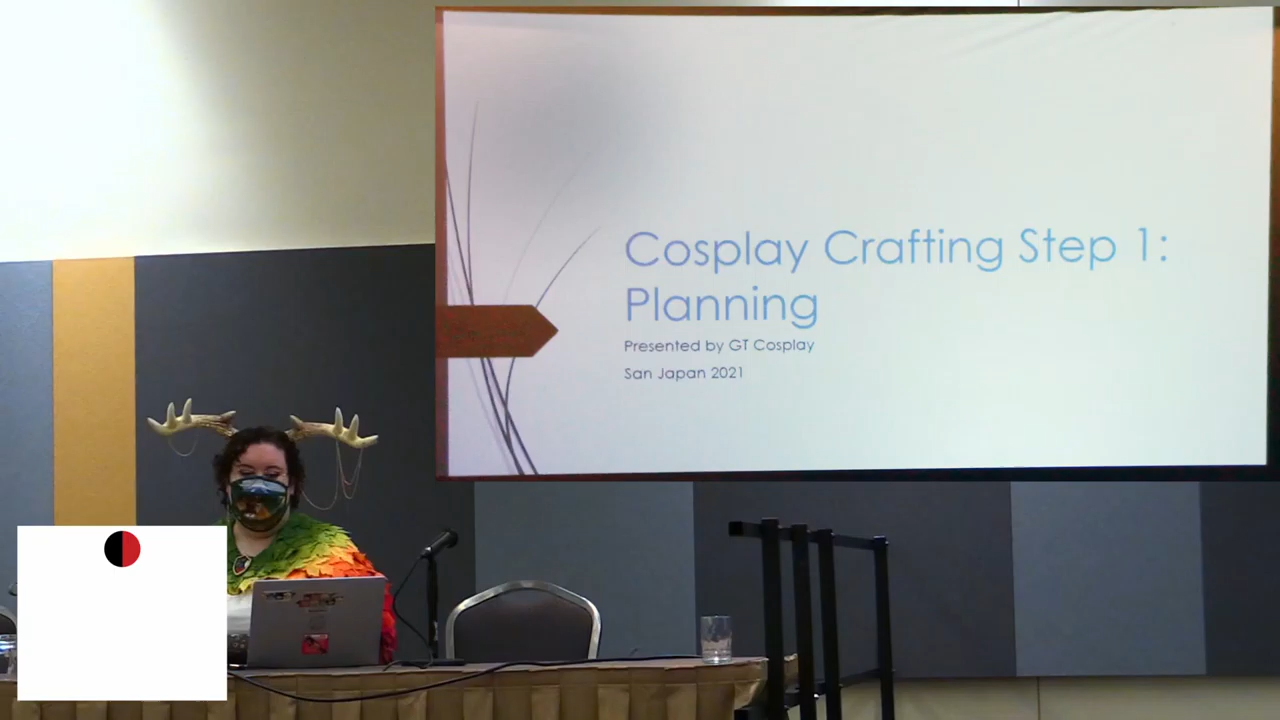 Cosplay Crafting Step 1:
Planning
Presented by GT Cosplay
San Japan 2021